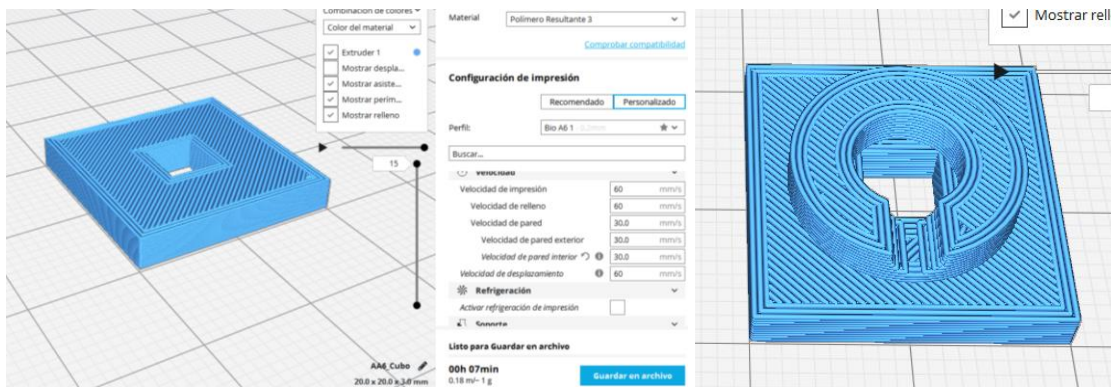 Combinación de colores
Color del material
Extruder 1
Mostrar despla...
Mostrar asiste...
Mostrar perím...
Mostrar relleno
15
AA6_Cubo
20.0 x 20.0 x 3.0 mm
Material
Polímero Resultante 3
Comprobar compatibilidad
Configuración de impresión
Recomendado Personalizado
Perfil: Bio A6 1 - 0.2mm
Buscar...
Velocidad
Velocidad de impresión 60 mm/s
Velocidad de relleno 60 mm/s
Velocidad de pared 30.0 mm/s
Velocidad de pared exterior 30.0 mm/s
Velocidad de pared interior 30.0 mm/s
Velocidad de desplazamiento 60 mm/s
Refrigeración
Activar refrigeración de impresión
Soporte
Listo para Guardar en archivo
00h 07min
0.18 m/~ 1 g
Guardar en archivo
Mostrar rell